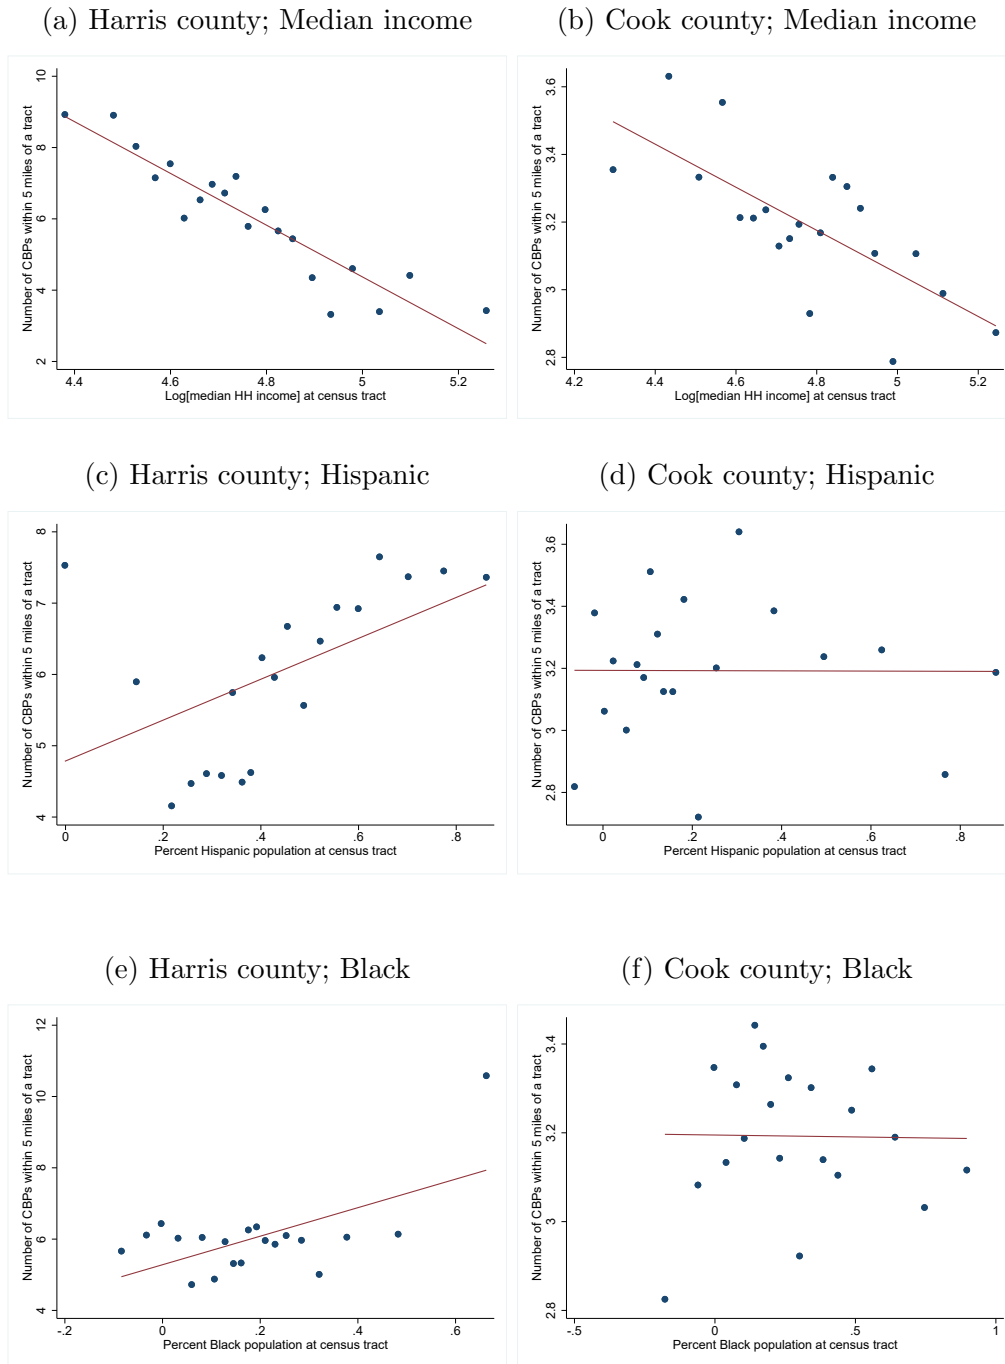 (a) Harris county; Median income
(b) Cook county; Median income
Number of CBPs within 5 miles of a tract
10
8
6
4
2
4.4 4.6 4.8 5 5.2
Log[median HH income] at census tract
Number of CBPs within 5 miles of a tract
3.6
3.4
3.2
3
2.8
4.2 4.4 4.6 4.8 5 5.2
Log[median HH income] at census tract
(c) Harris county; Hispanic
(d) Cook county; Hispanic
Number of CBPs within 5 miles of a tract
8
7
6
5
4
0 .2 .4 .6 .8
Percent Hispanic population at census tract
Number of CBPs within 5 miles of a tract
3.6
3.4
3.2
3
2.8
0 .2 .4 .6 .8
Percent Hispanic population at census tract
(e) Harris county; Black
(f) Cook county; Black
Number of CBPs within 5 miles of a tract
12
10
8
6
4
-.2 0 .2 .4 .6
Percent Black population at census tract
Number of CBPs within 5 miles of a tract
3.4
3.2
3
2.8
-.5 0 .5 1
Percent Black population at census tract